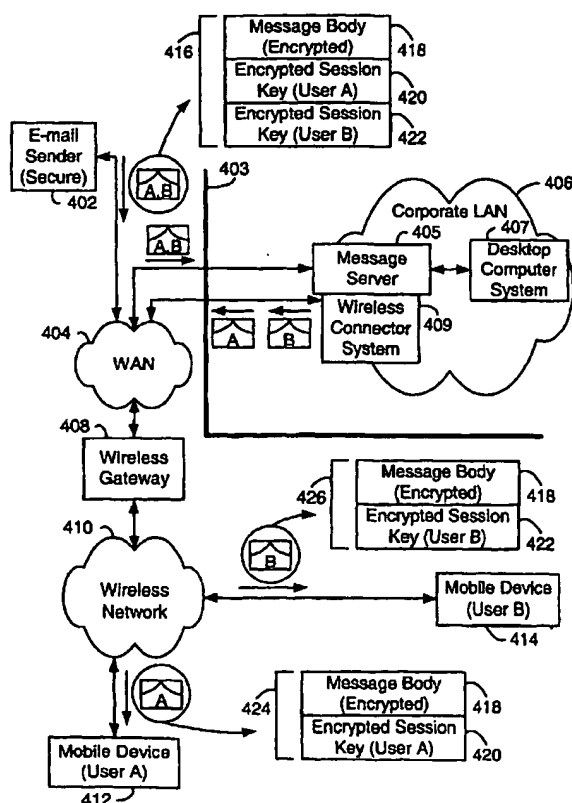 416
Message Body
(Encrypted)
418
Encrypted Session
Key (User A)
420
Encrypted Session
Key (User B)
422
E-mail
Sender
(Secure)
402
A,B
403
A,B
406
Corporate LAN
405
407
Message
Server
Desktop
Computer
System
Wireless
Connector
System
409
A
B
404
WAN
408
Wireless
Gateway
410
Wireless
Network
426
Message Body
(Encrypted)
418
Encrypted Session
Key (User B)
422
B
Mobile Device
(User B)
414
A
424
Message Body
(Encrypted)
418
Encrypted Session
Key (User A)
420
Mobile Device
(User A)
412